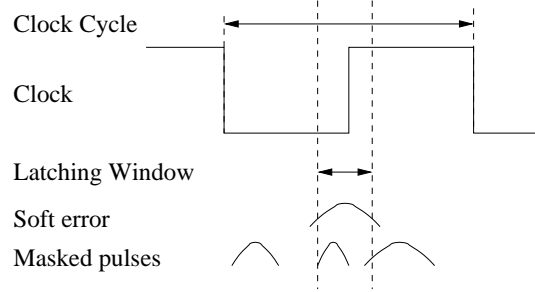 Clock Cycle
Clock
Latching Window
Soft error
Masked pulses